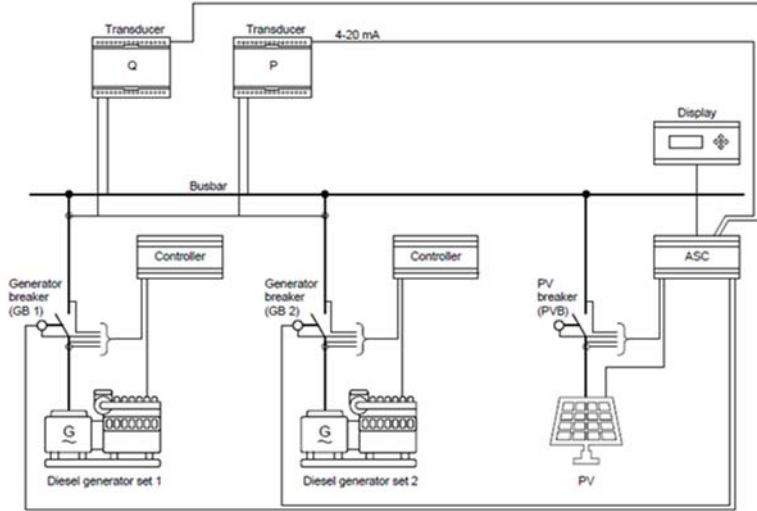 Transducer
Transducer
Q
P
4-20 mA
Display
Busbar
Controller
Controller
ASC
Generator
breaker
(GB 1)
Generator
breaker
(GB 2)
PV
breaker
(PVB)
G
~
G
~
Diesel generator set 1
Diesel generator set 2
PV